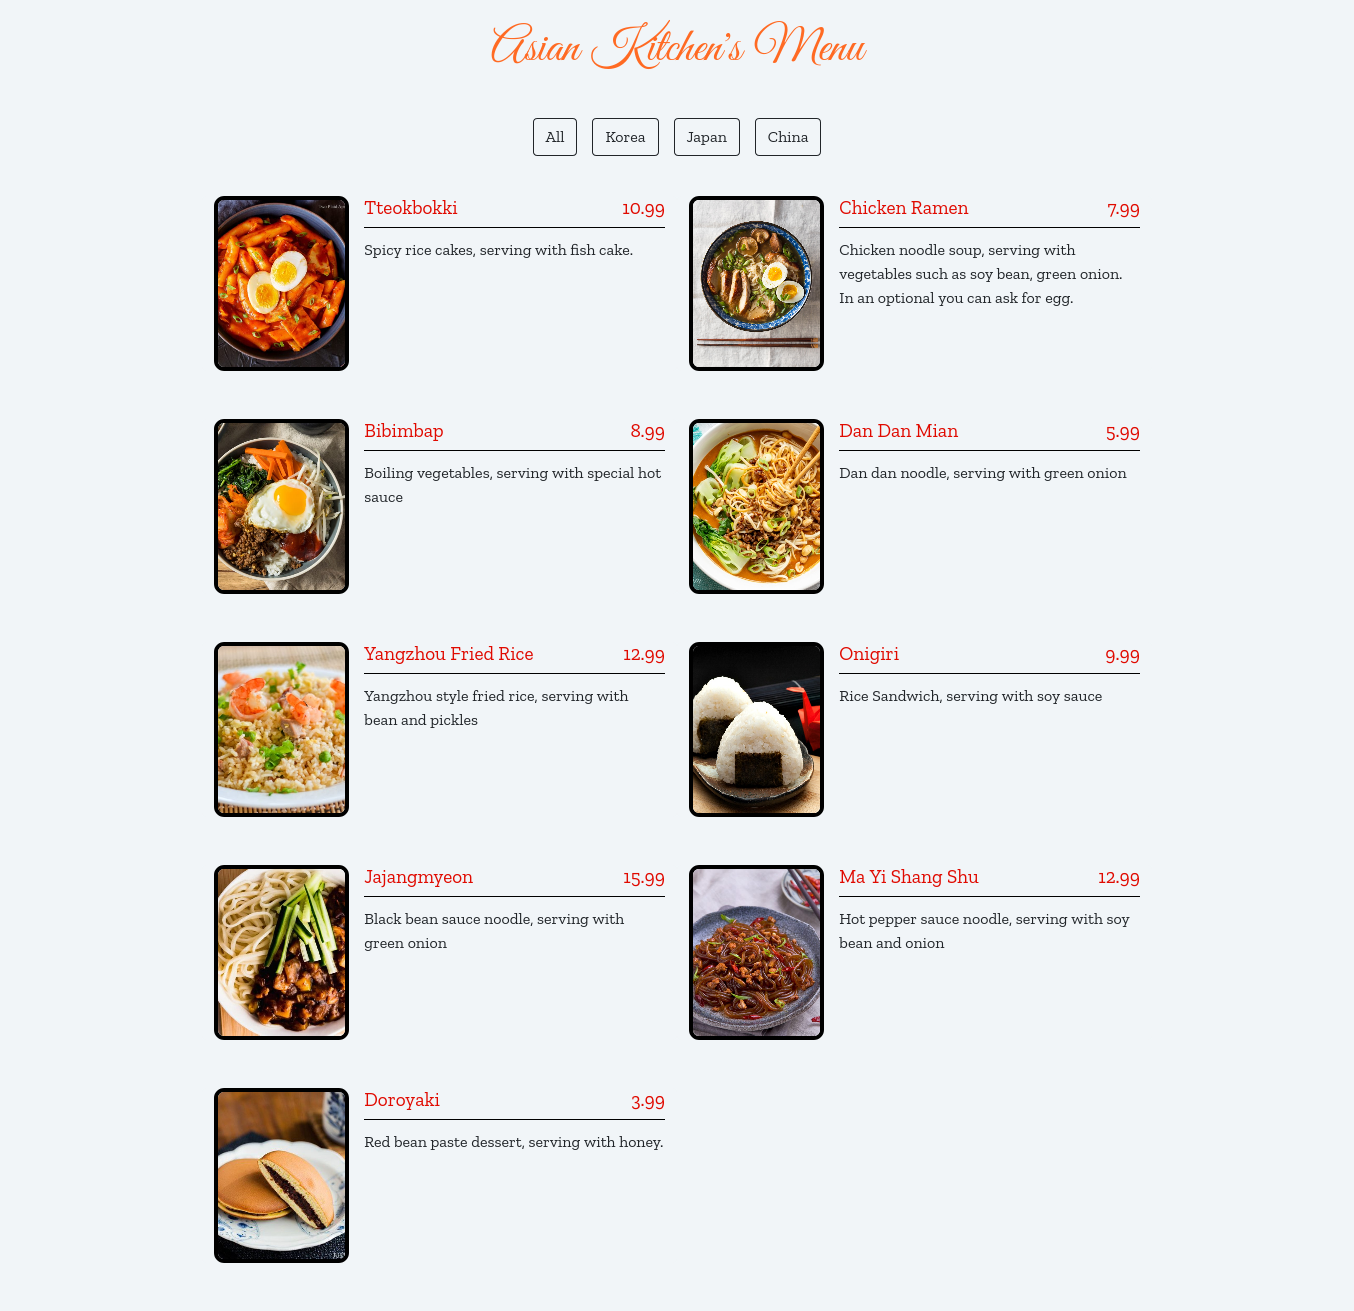 Asian Kitchen's Menu
All
Korea
Japan
China
Tteokbokki 10.99
Spicy rice cakes, serving with fish cake.
Chicken Ramen 7.99
Chicken noodle soup, serving with
vegetables such as soy bean, green onion.
In an optional you can ask for egg.
Bibimbap 8.99
Boiling vegetables, serving with special hot
sauce
Dan Dan Mian 5.99
Dan dan noodle, serving with green onion
Yangzhou Fried Rice 12.99
Yangzhou style fried rice, serving with
bean and pickles
Onigiri 9.99
Rice Sandwich, serving with soy sauce
Jajangmyeon 15.99
Black bean sauce noodle, serving with
green onion
Ma Yi Shang Shu 12.99
Hot pepper sauce noodle, serving with soy
bean and onion
Doroyaki 3.99
Red bean paste dessert, serving with honey.